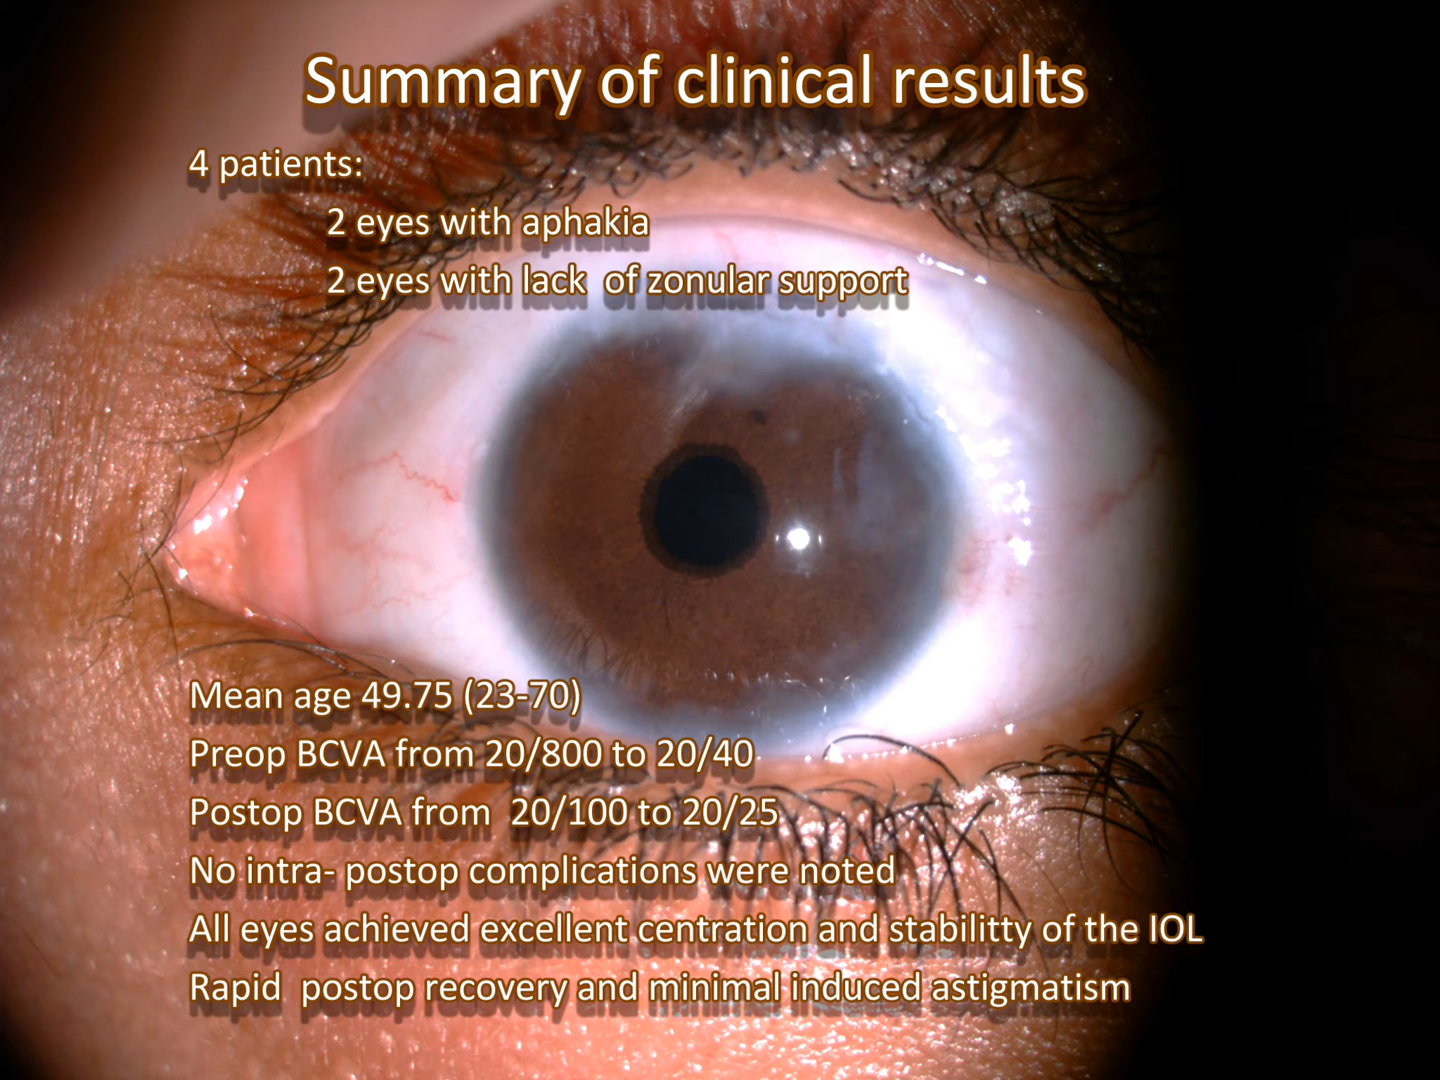 Summary of clinical results
4 patients:
2 eyes with aphakia
2 eyes with lack  of zonular support
Mean age 49.75 (23-70)
Preop BCVA from 20/800 to 20/40
Postop BCVA from  20/100 to 20/25
No intra- postop complications were noted
All eyes achieved excellent centration and stabilitty of the IOL
Rapid  postop recovery and minimal induced astigmatism